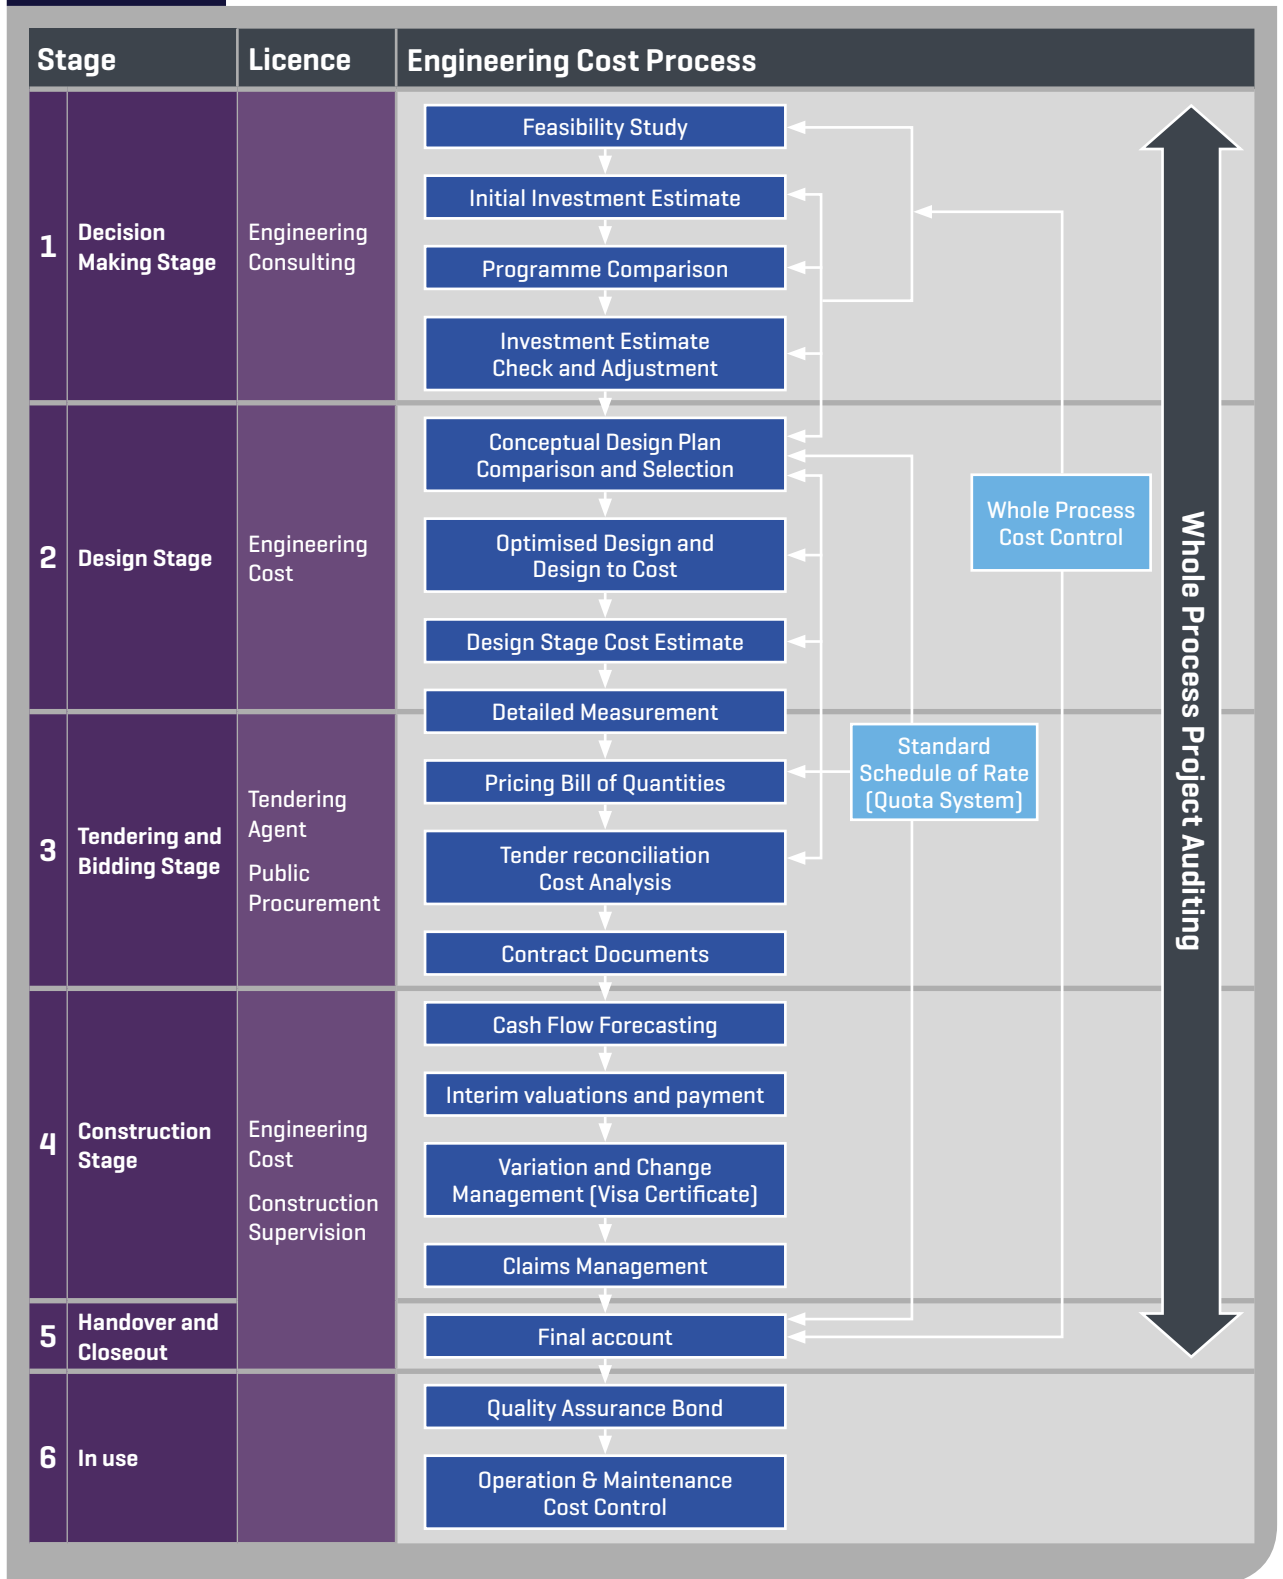 Stage
Licence
Engineering Cost Process
1
Decision
Making Stage
Engineering
Consulting
Feasibility Study
Initial Investment Estimate
Programme Comparison
Investment Estimate
Check and Adjustment
2
Design Stage
Engineering
Cost
Conceptual Design Plan
Comparison and Selection
Optimised Design and
Design to Cost
Design Stage Cost Estimate
Detailed Measurement
3
Tendering and
Bidding Stage
Tendering
Agent
Public
Procurement
Pricing Bill of Quantities
Tender reconciliation
Cost Analysis
Contract Documents
4
Construction
Stage
Engineering
Cost
Construction
Supervision
Cash Flow Forecasting
Interim valuations and payment
Variation and Change
Management (Visa Certificate)
Claims Management
5
Handover and
Closeout
Final account
6
In use
Quality Assurance Bond
Operation & Maintenance
Cost Control
Standard
Schedule of Rate
(Quota System)
Whole Process
Cost Control
Whole Process Project Auditing